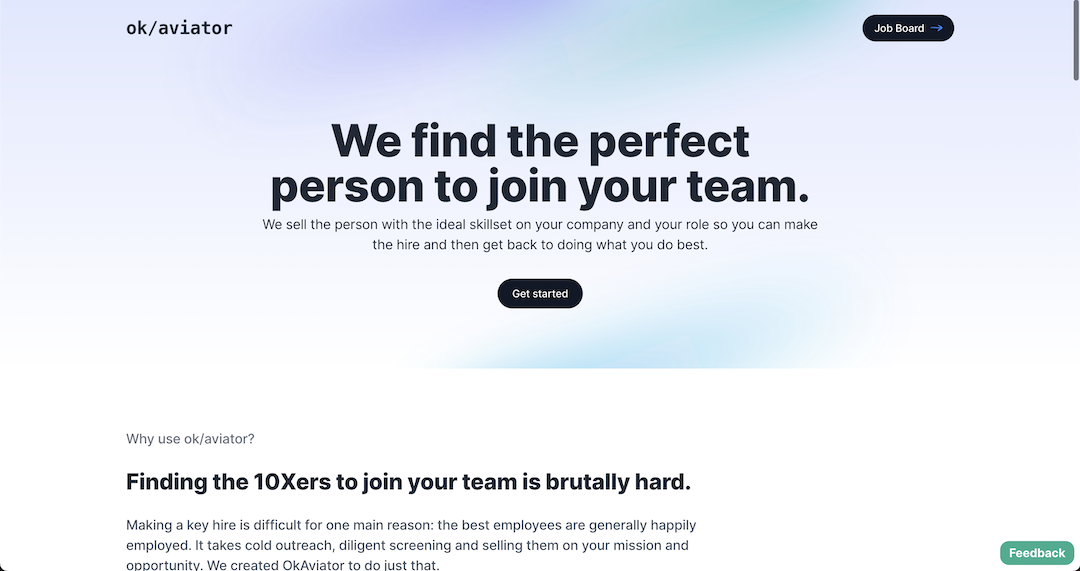 ok/aviator
Job Board →
We find the perfect
person to join your team.
We sell the person with the ideal skillset on your company and your role so you can make
the hire and then get back to doing what you do best.
Get started
Why use ok/aviator?
Finding the 10Xers to join your team is brutally hard.
Making a key hire is difficult for one main reason: the best employees are generally happily
employed. It takes cold outreach, diligent screening and selling them on your mission and
opportunity. We created OkAviator to do just that.
Feedback